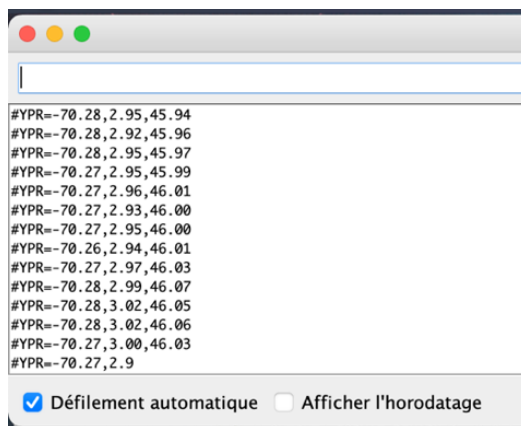 #YPR=-70.28,2.95,45.94
#YPR=-70.28,2.92,45.96
#YPR=-70.28,2.95,45.97
#YPR=-70.27,2.95,45.99
#YPR=-70.27,2.96,46.01
#YPR=-70.27,2.93,46.00
#YPR=-70.27,2.95,46.00
#YPR=-70.26,2.94,46.01
#YPR=-70.27,2.97,46.03
#YPR=-70.28,2.99,46.07
#YPR=-70.28,3.02,46.05
#YPR=-70.28,3.02,46.06
#YPR=-70.27,3.00,46.03
#YPR=-70.27,2.9
Défilement automatique Afficher l'horodatage